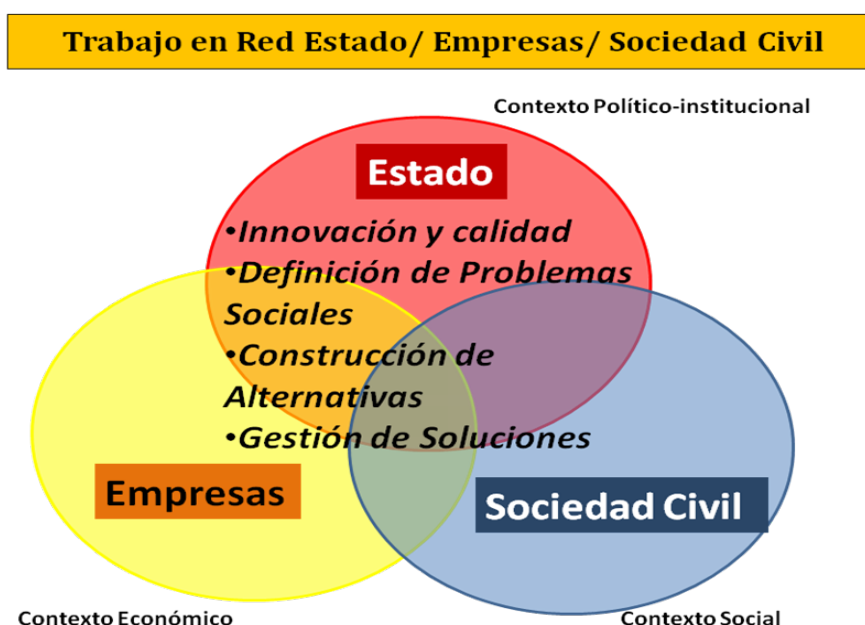 Trabajo en Red Estado/ Empresas/ Sociedad Civil
Contexto Político-institucional
Estado
•Innovación y calidad
•Definición de Problemas
Sociales
•Construcción de
Alternativas
•Gestión de Soluciones
Empresas
Sociedad Civil
Contexto Económico
Contexto Social